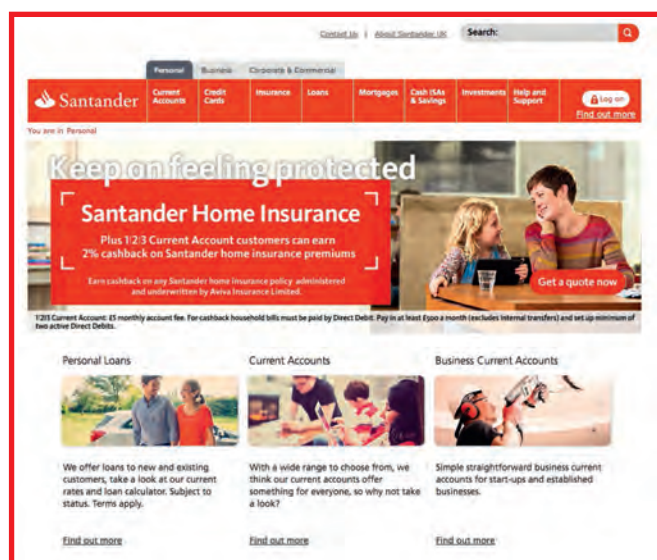 Contact Us | About Santander UK Search:
Personal Business Corporate & Commercial
Santander
Current Accounts
Credit Cards
Insurance
Loans
Mortgages
Cash ISAs & Savings
Investments
Help and Support
Log on
Find out more
You are in Personal
Keep on feeling protected
Santander Home Insurance
Plus 1|2|3 Current Account customers can earn
2% cashback on Santander home insurance premiums
Earn cashback on any Santander home insurance policy administered
and underwritten by Aviva Insurance Limited.
Get a quote now
1|2|3 Current Account: £5 monthly account fee. For cashback household bills must be paid by Direct Debit. Pay in at least £500 a month (excludes internal transfers) and set up minimum of
two active Direct Debits.
Personal Loans
We offer loans to new and existing
customers, take a look at our current
rates and loan calculator. Subject to
status. Terms apply.
Find out more
Current Accounts
With a wide range to choose from, we
think our current accounts offer
something for everyone, so why not take
a look?
Find out more
Business Current Accounts
Simple straightforward business current
accounts for start-ups and established
businesses.
Find out more